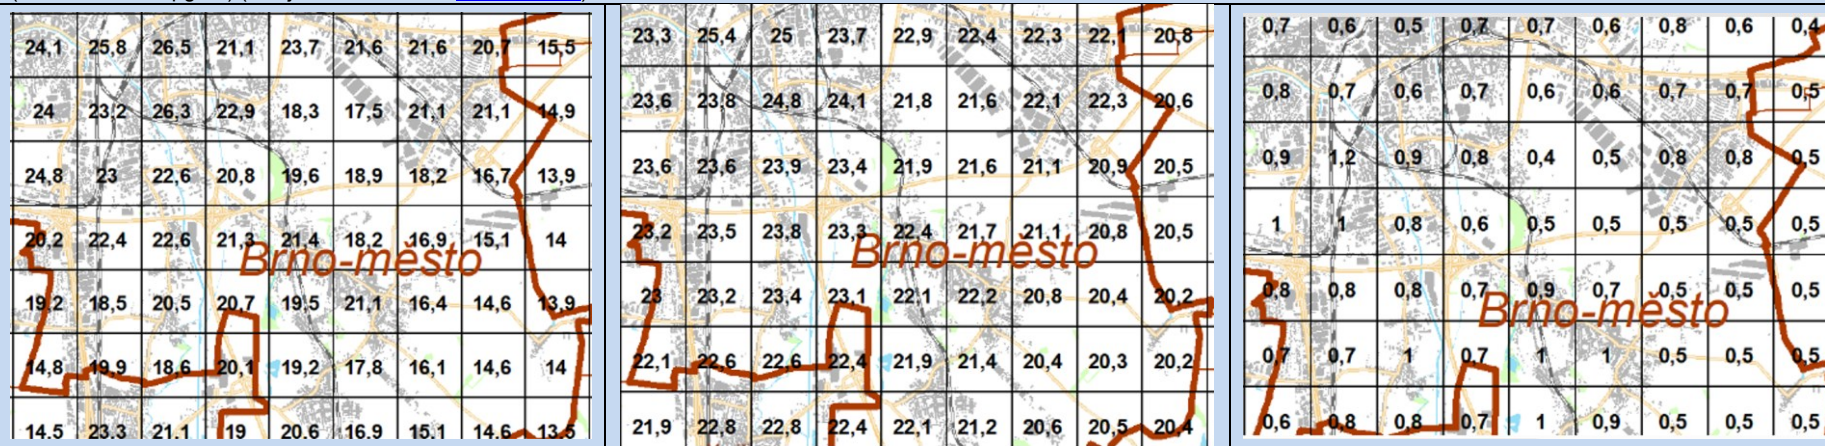 24,1 25,8 26,5 21,1 23,7 21,6 21,6 20,7 15,5
24 23,2 26,3 22,9 18,3 17,5 21,1 21,1 14,9
24,8 23 22,6 20,8 19,6 18,9 18,2 16,7 13,9
20,2 22,4 22,6 21,3 21,4 18,2 16,9 15,1 14
Brno-město
19,2 18,5 20,5 20,7 19,5 21,1 16,4 14,6 13,9
14,8 19,9 18,6 20,1 19,2 17,8 16,1 14,6 14
14,5 23,3 21,1 19 20,6 16,9 15,1 14,6 13,5
23,3 25,4 25 23,7 22,9 22,4 22,3 22,1 20,8
23,6 23,8 24,8 24,1 21,8 21,6 22,1 22,3 20,6
23,6 23,6 23,9 23,4 21,9 21,6 21,1 20,9 20,5
23,2 23,5 23,8 23,3 22,4 21,7 21,1 20,8 20,5
Brno-město
23 23,2 23,4 23,1 22,1 22,2 20,8 20,4 20,2
22,1 22,6 22,6 22,4 21,9 21,4 20,4 20,3 20,2
21,9 22,8 22,8 22,4 22,1 21,2 20,6 20,5 20,4
0,7 0,6 0,5 0,7 0,7 0,6 0,8 0,6 0,4
0,8 0,7 0,6 0,7 0,6 0,6 0,7 0,7 0,5
0,9 1,2 0,9 0,8 0,4 0,5 0,8 0,8 0,5
1 1 0,8 0,6 0,5 0,5 0,5 0,5 0,5
0,8 0,8 0,8 0,7 0,9 0,7 0,5 0,5 0,5
Brno-město
0,7 0,7 1 0,7 1 1 0,5 0,5 0,5
0,6 0,8 0,8 0,7 1 0,9 0,5 0,5 0,5